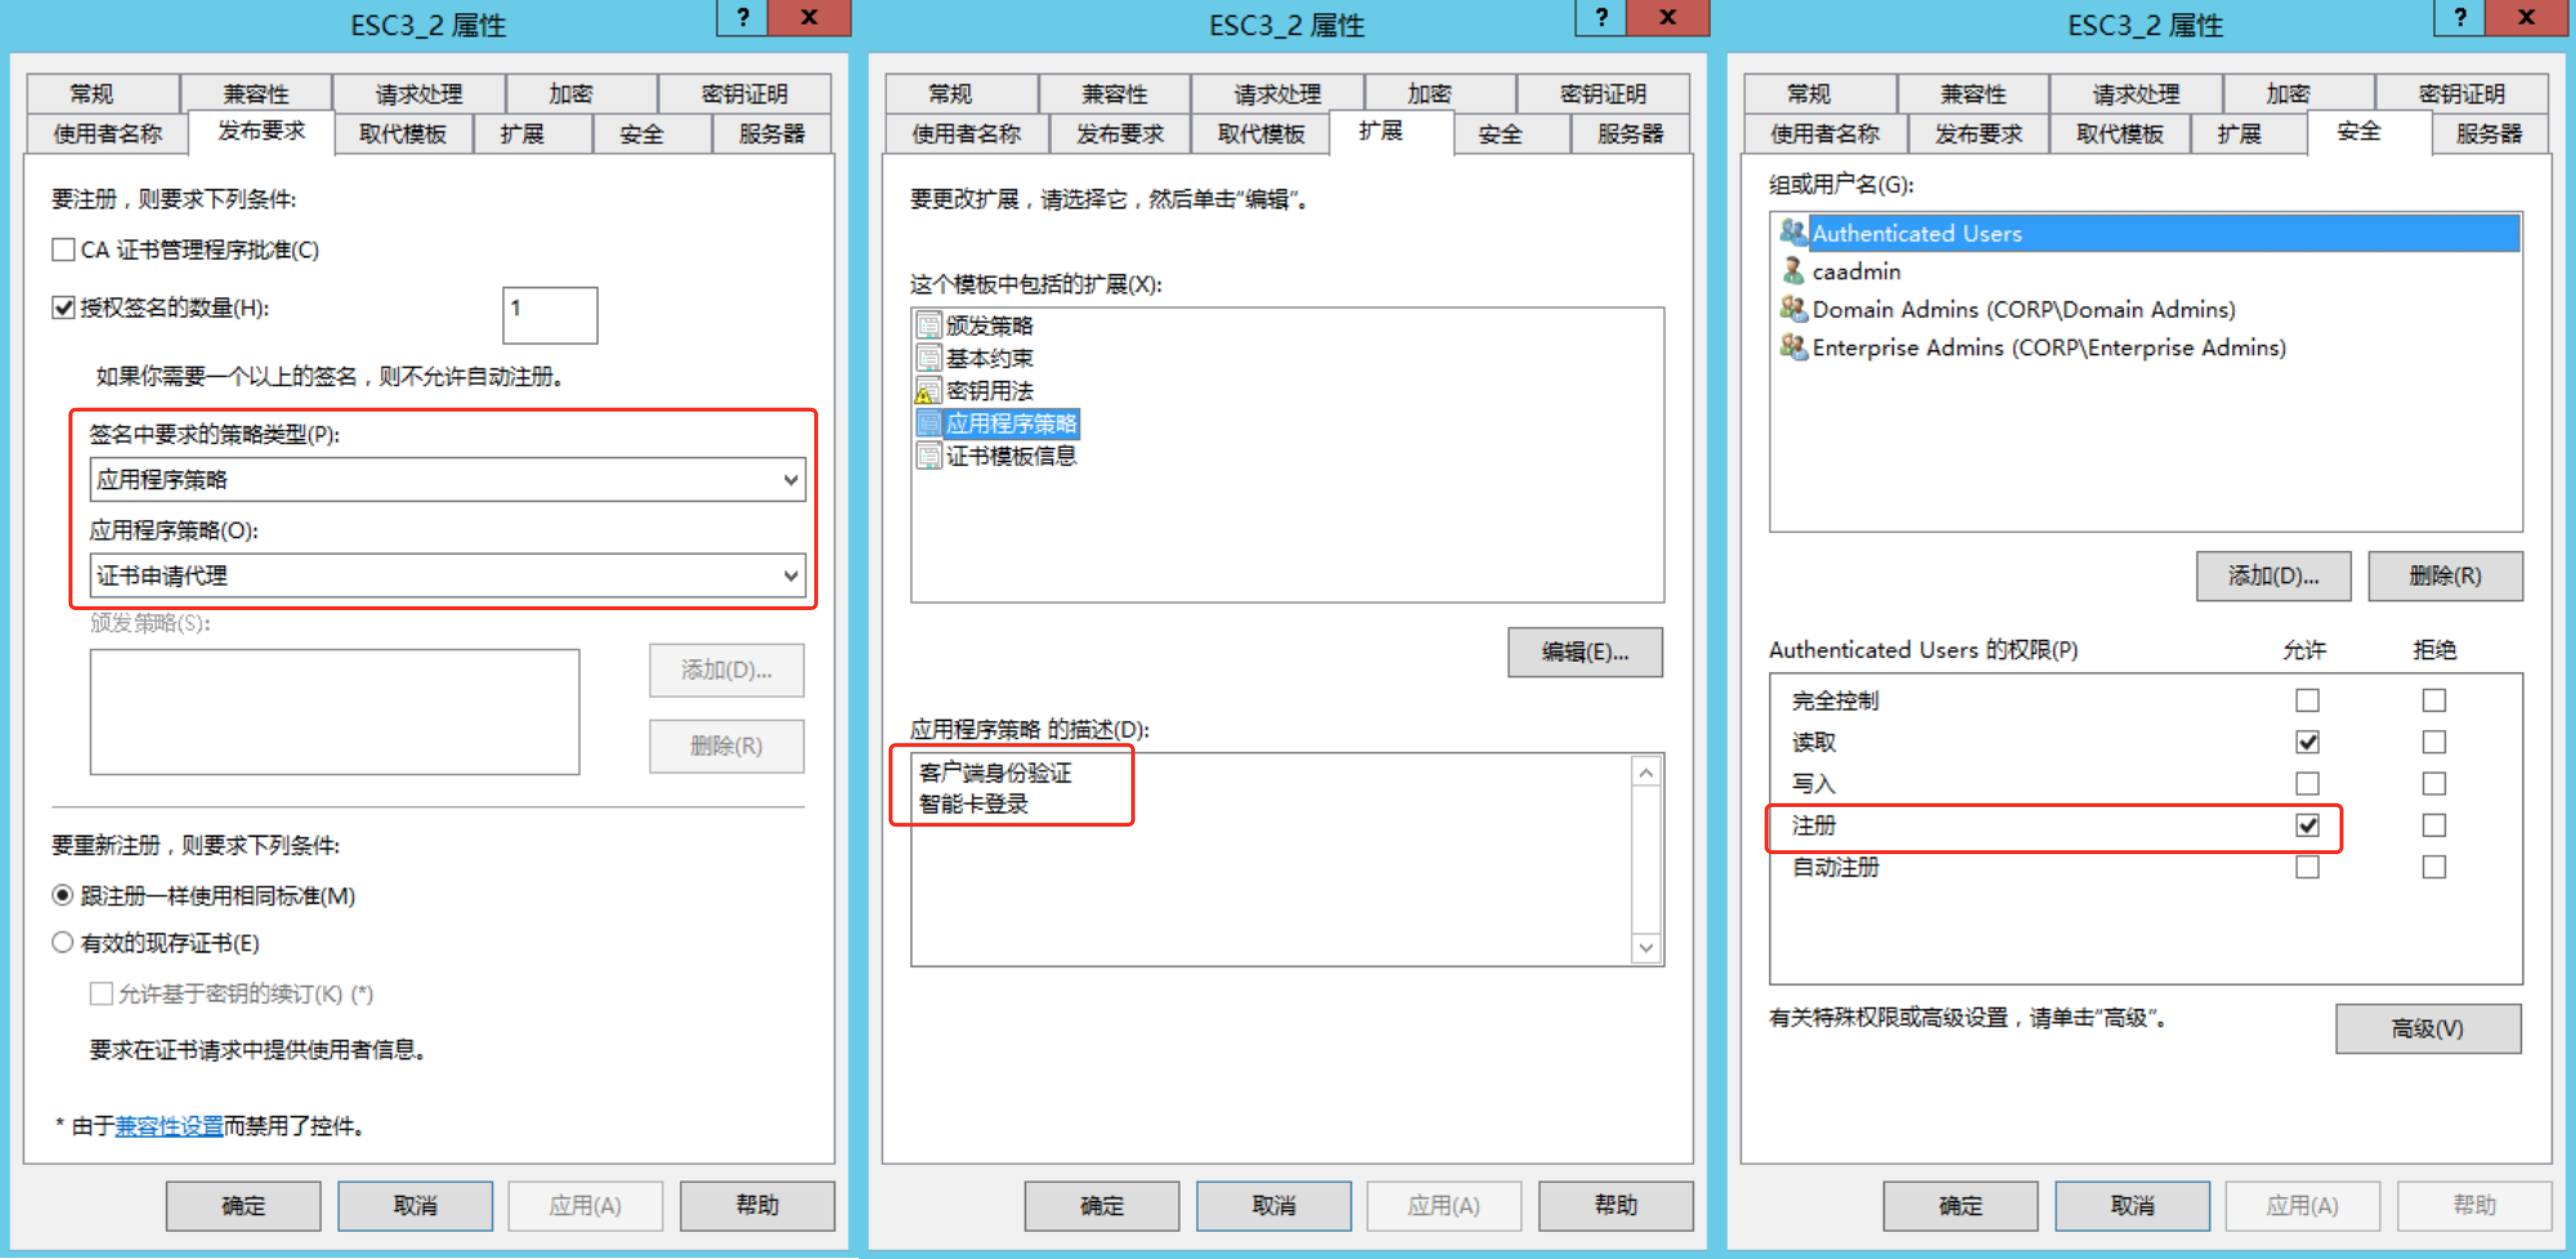 ESC3_2 属性
?
x
常规
兼容性
请求处理
加密
密钥证明
使用者名称
发布要求
取代模板
扩展
安全
服务器
要注册，则要求下列条件:
CA 证书管理程序批准(C)
授权签名的数量(H):
1
如果你需要一个以上的签名，则不允许自动注册。
签名中要求的策略类型(P):
应用程序策略
应用程序策略(O):
证书申请代理
颁发策略(S):
添加(D)...
删除(R)
要重新注册，则要求下列条件:
跟注册一样使用相同标准(M)
有效的现存证书(E)
允许基于密钥的续订(K) (*)
要求在证书请求中提供使用者信息。
* 由于兼容性设置而禁用了控件。
确定
取消
应用(A)
帮助
ESC3_2 属性
?
x
常规
兼容性
请求处理
加密
密钥证明
使用者名称
发布要求
取代模板
扩展
安全
服务器
要更改扩展，请选择它，然后单击“编辑”。
这个模板中包括的扩展(X):
颁发策略
基本约束
密钥用法
应用程序策略
证书模板信息
编辑(E)...
应用程序策略 的描述(D):
客户端身份验证
智能卡登录
确定
取消
应用(A)
帮助
ESC3_2 属性
?
x
常规
兼容性
请求处理
加密
密钥证明
使用者名称
发布要求
取代模板
扩展
安全
服务器
组或用户名(G):
Authenticated Users
caadmin
Domain Admins (CORP\Domain Admins)
Enterprise Admins (CORP\Enterprise Admins)
添加(D)...
删除(R)
Authenticated Users 的权限(P)
允许
拒绝
完全控制
读取
写入
注册
自动注册
有关特殊权限或高级设置，请单击“高级”。
高级(V)
确定
取消
应用(A)
帮助